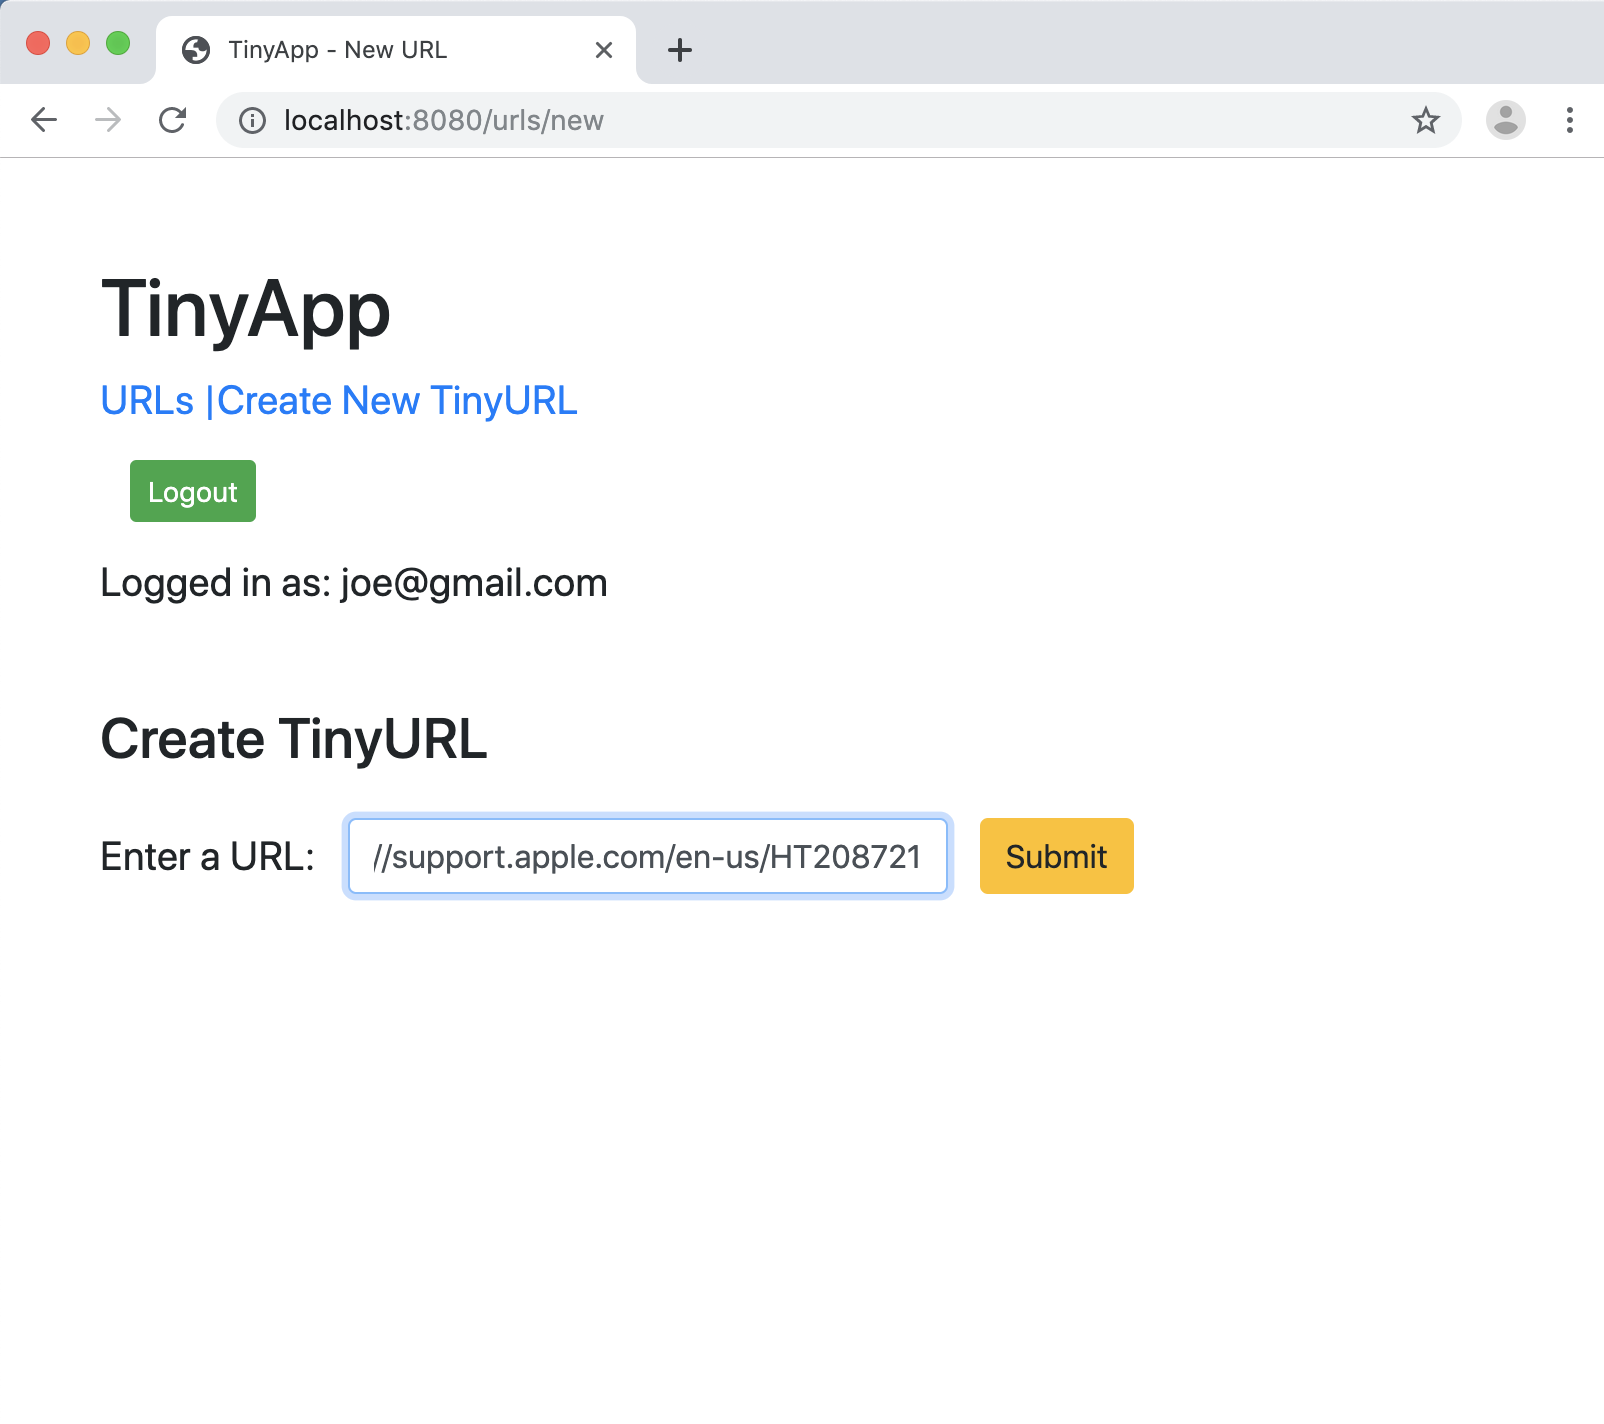 TinyApp - New URL
localhost:8080/urls/new
TinyApp
URLs |Create New TinyURL
Logout
Logged in as: joe@gmail.com
Create TinyURL
Enter a URL: //support.apple.com/en-us/HT208721 Submit